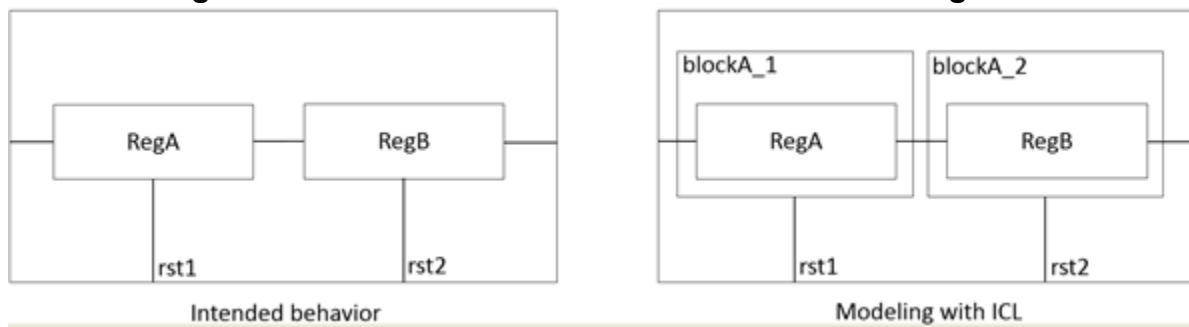 blockA_1
blockA_2
RegA
RegB
RegA
RegB
rst1
rst2
rst1
rst2
Intended behavior
Modeling with ICL